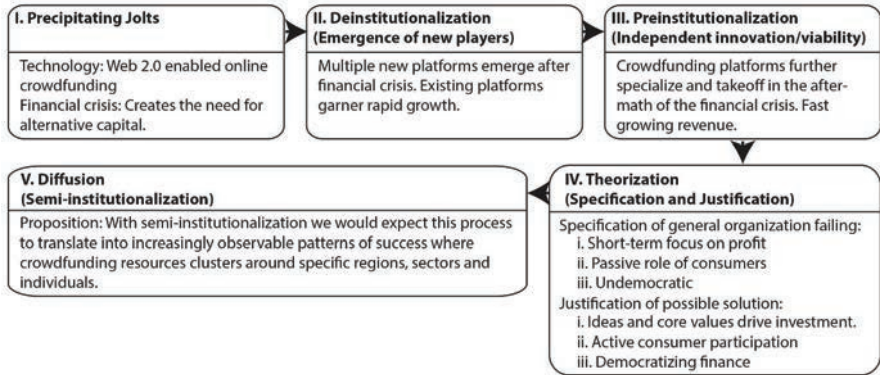 I. Precipitating Jolts
Technology: Web 2.0 enabled online
crowdfunding
Financial crisis: Creates the need for
alternative capital.
II. Deinstitutionalization
(Emergence of new players)
Multiple new platforms emerge after
financial crisis. Existing platforms
garner rapid growth.
III. Preinstitutionalization
(Independent innovation/viability)
Crowdfunding platforms further
specialize and takeoff in the after-
math of the financial crisis. Fast
growing revenue.
IV. Theorization
(Specification and Justification)
Specification of general organization failing:
i. Short-term focus on profit
ii. Passive role of consumers
iii. Undemocratic
Justification of possible solution:
i. Ideas and core values drive investment.
ii. Active consumer participation
iii. Democratizing finance
V. Diffusion
(Semi-institutionalization)
Proposition: With semi-institutionalization we would expect this process
to translate into increasingly observable patterns of success where
crowdfunding resources clusters around specific regions, sectors and
individuals.